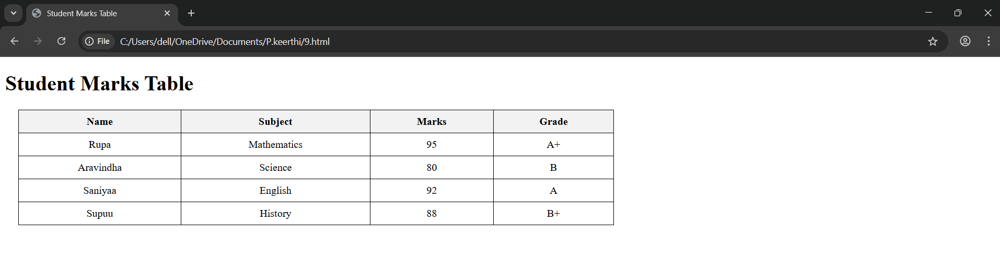 Student Marks Table
File C:/Users/dell/OneDrive/Documents/P.keerthi/9.html
Student Marks Table
Name Subject Marks Grade
Rupa Mathematics 95 A+
Aravindha Science 80 B
Saniyaa English 92 A
Supuu History 88 B+